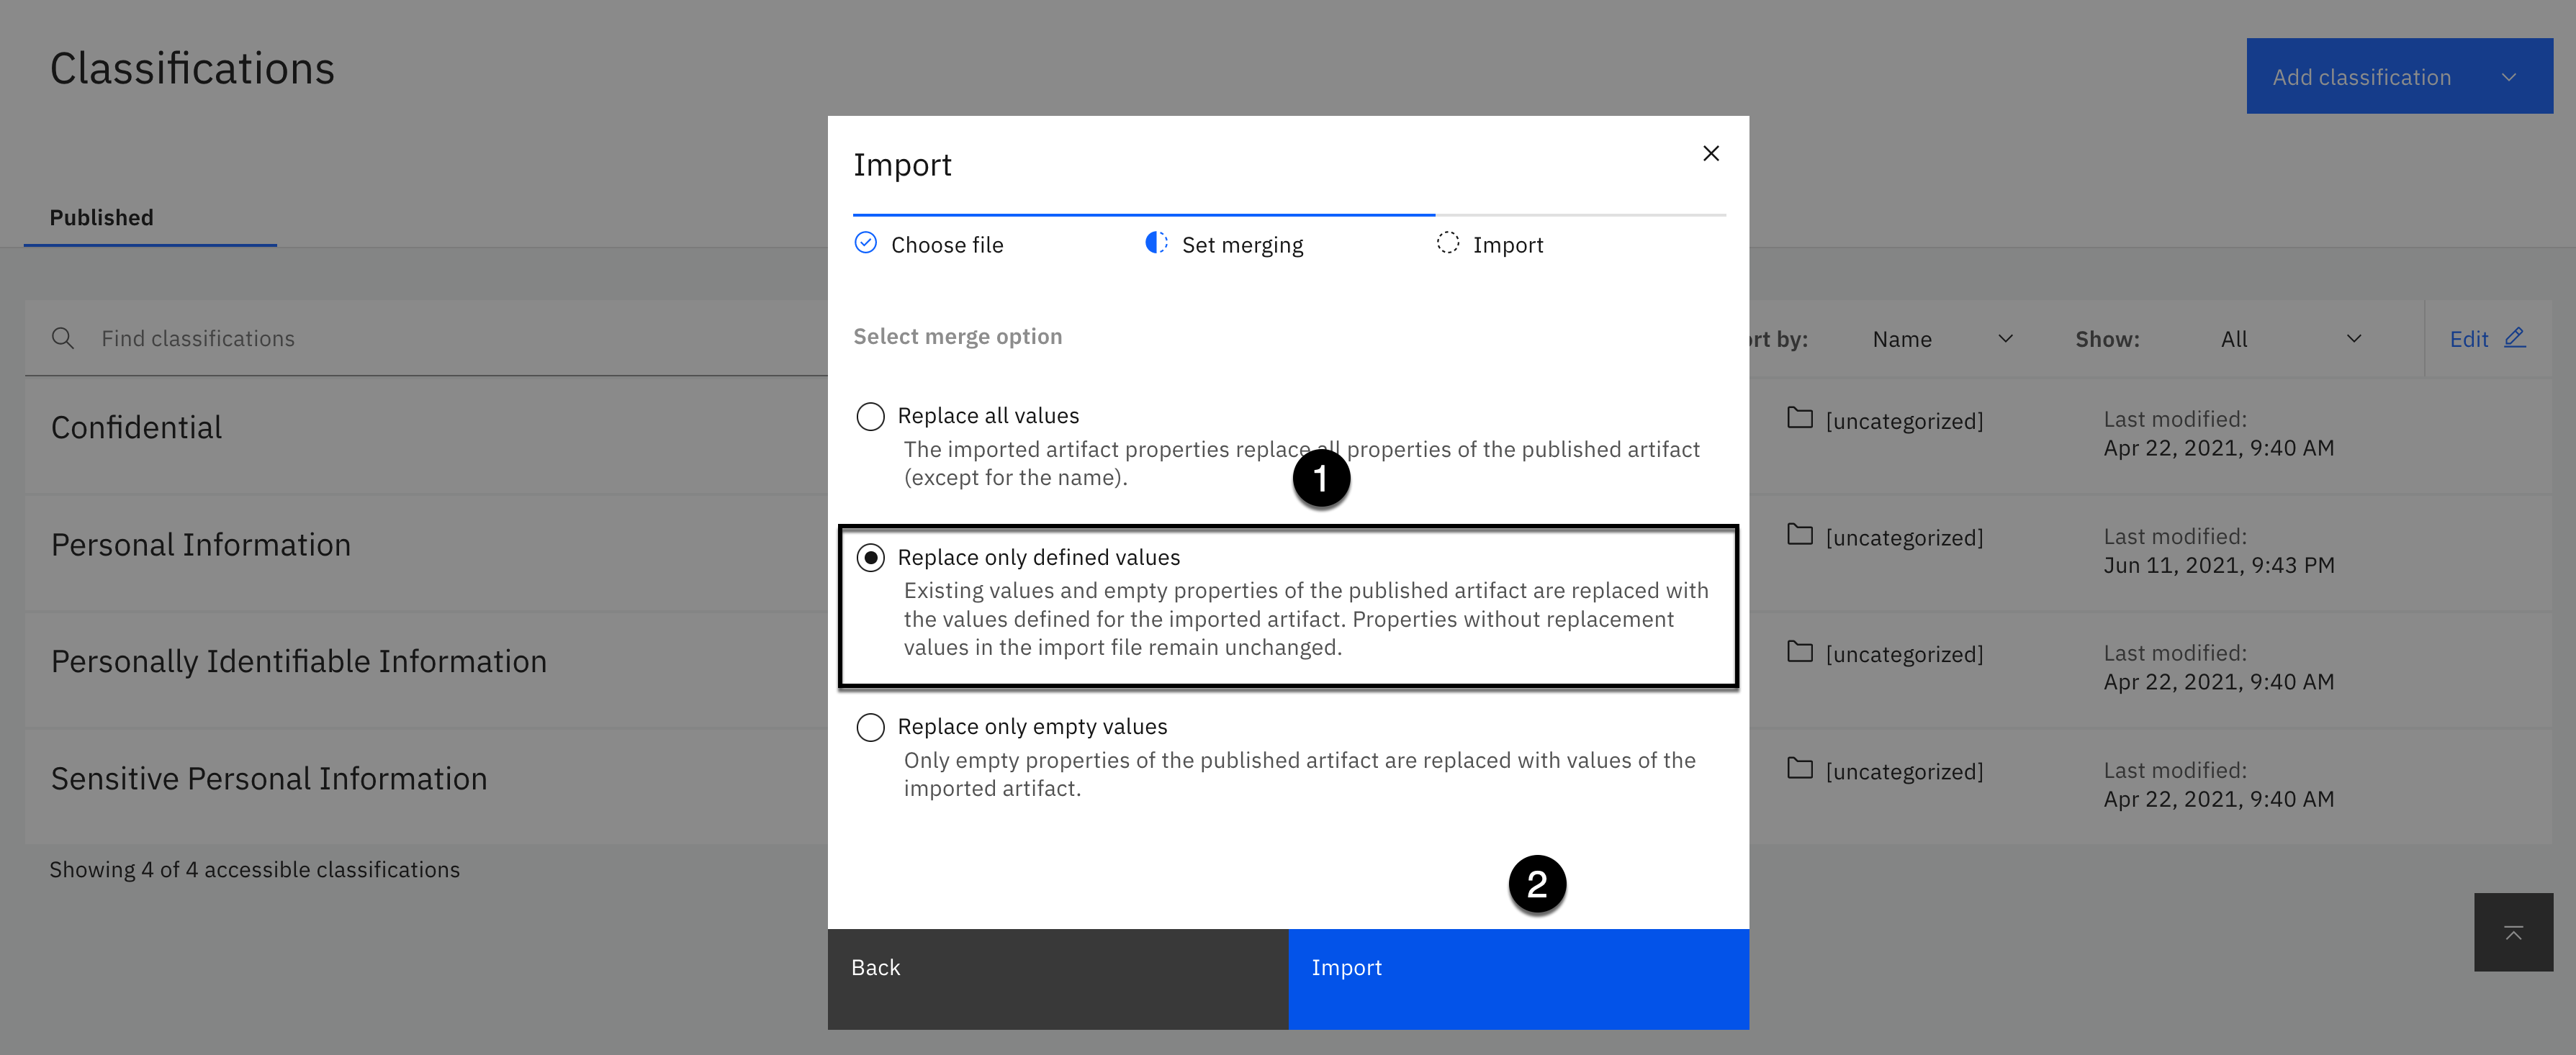 Classifications
Add classification
Published
Import
Choose file
Set merging
Import
Select merge option
Find classifications
ort by:
Name
Show:
All
Edit
Replace all values
The imported artifact properties replace all properties of the published artifact
(except for the name).
1
Replace only defined values
Existing values and empty properties of the published artifact are replaced with
the values defined for the imported artifact. Properties without replacement
values in the import file remain unchanged.
Replace only empty values
Only empty properties of the published artifact are replaced with values of the
imported artifact.
2
Back
Import
Confidential
[uncategorized]
Last modified:
Apr 22, 2021, 9:40 AM
Personal Information
[uncategorized]
Last modified:
Jun 11, 2021, 9:43 PM
Personally Identifiable Information
[uncategorized]
Last modified:
Apr 22, 2021, 9:40 AM
Sensitive Personal Information
[uncategorized]
Last modified:
Apr 22, 2021, 9:40 AM
Showing 4 of 4 accessible classifications